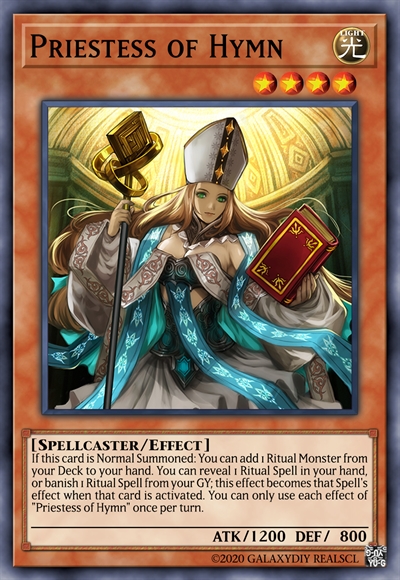 Priestess of Hymn
LIGHT
光
[Spellcaster/Effect]
If this card is Normal Summoned: You can add 1 Ritual Monster from
your Deck to your hand. You can reveal 1 Ritual Spell in your hand,
or banish 1 Ritual Spell from your GY; this effect becomes that Spell's
effect when that card is activated. You can only use each effect of
"Priestess of Hymn" once per turn.
ATK/1200 DEF/ 800
©2020 GALAXYDIY REALSCL